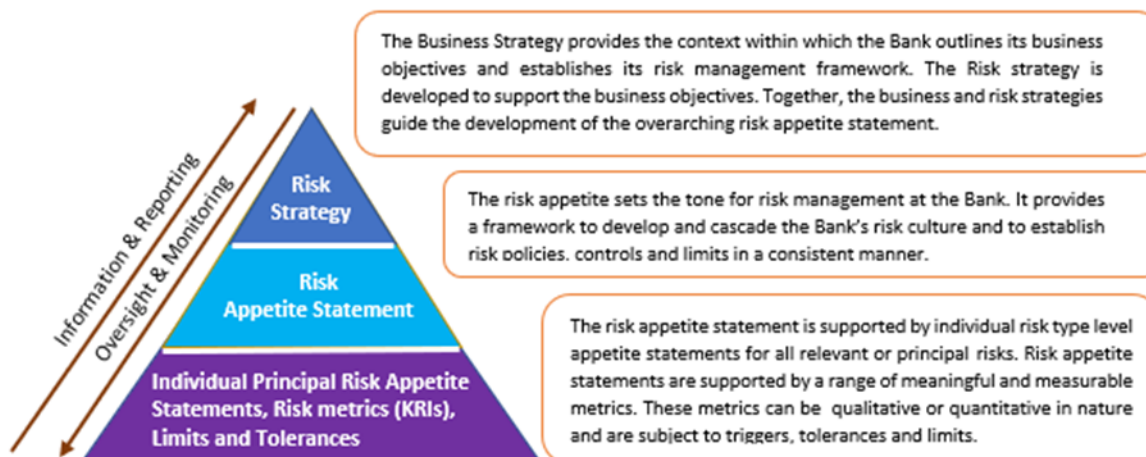 The Business Strategy provides the context within which the Bank outlines its business
objectives and establishes its risk management framework. The Risk strategy is
developed to support the business objectives. Together, the business and risk strategies
guide the development of the overarching risk appetite statement.
Information & Reporting
Oversight & Monitoring
Risk
Strategy
The risk appetite sets the tone for risk management at the Bank. It provides
a framework to develop and cascade the Bank's risk culture and to establish
risk policies, controls and limits in a consistent manner.
Risk
Appetite Statement
The risk appetite statement is supported by individual risk type level
appetite statements for all relevant or principal risks. Risk appetite
statements are supported by a range of meaningful and measurable
metrics. These metrics can be qualitative or quantitative in nature
and are subject to triggers, tolerances and limits.
Individual Principal Risk Appetite
Statements, Risk metrics (KRIs),
Limits and Tolerances